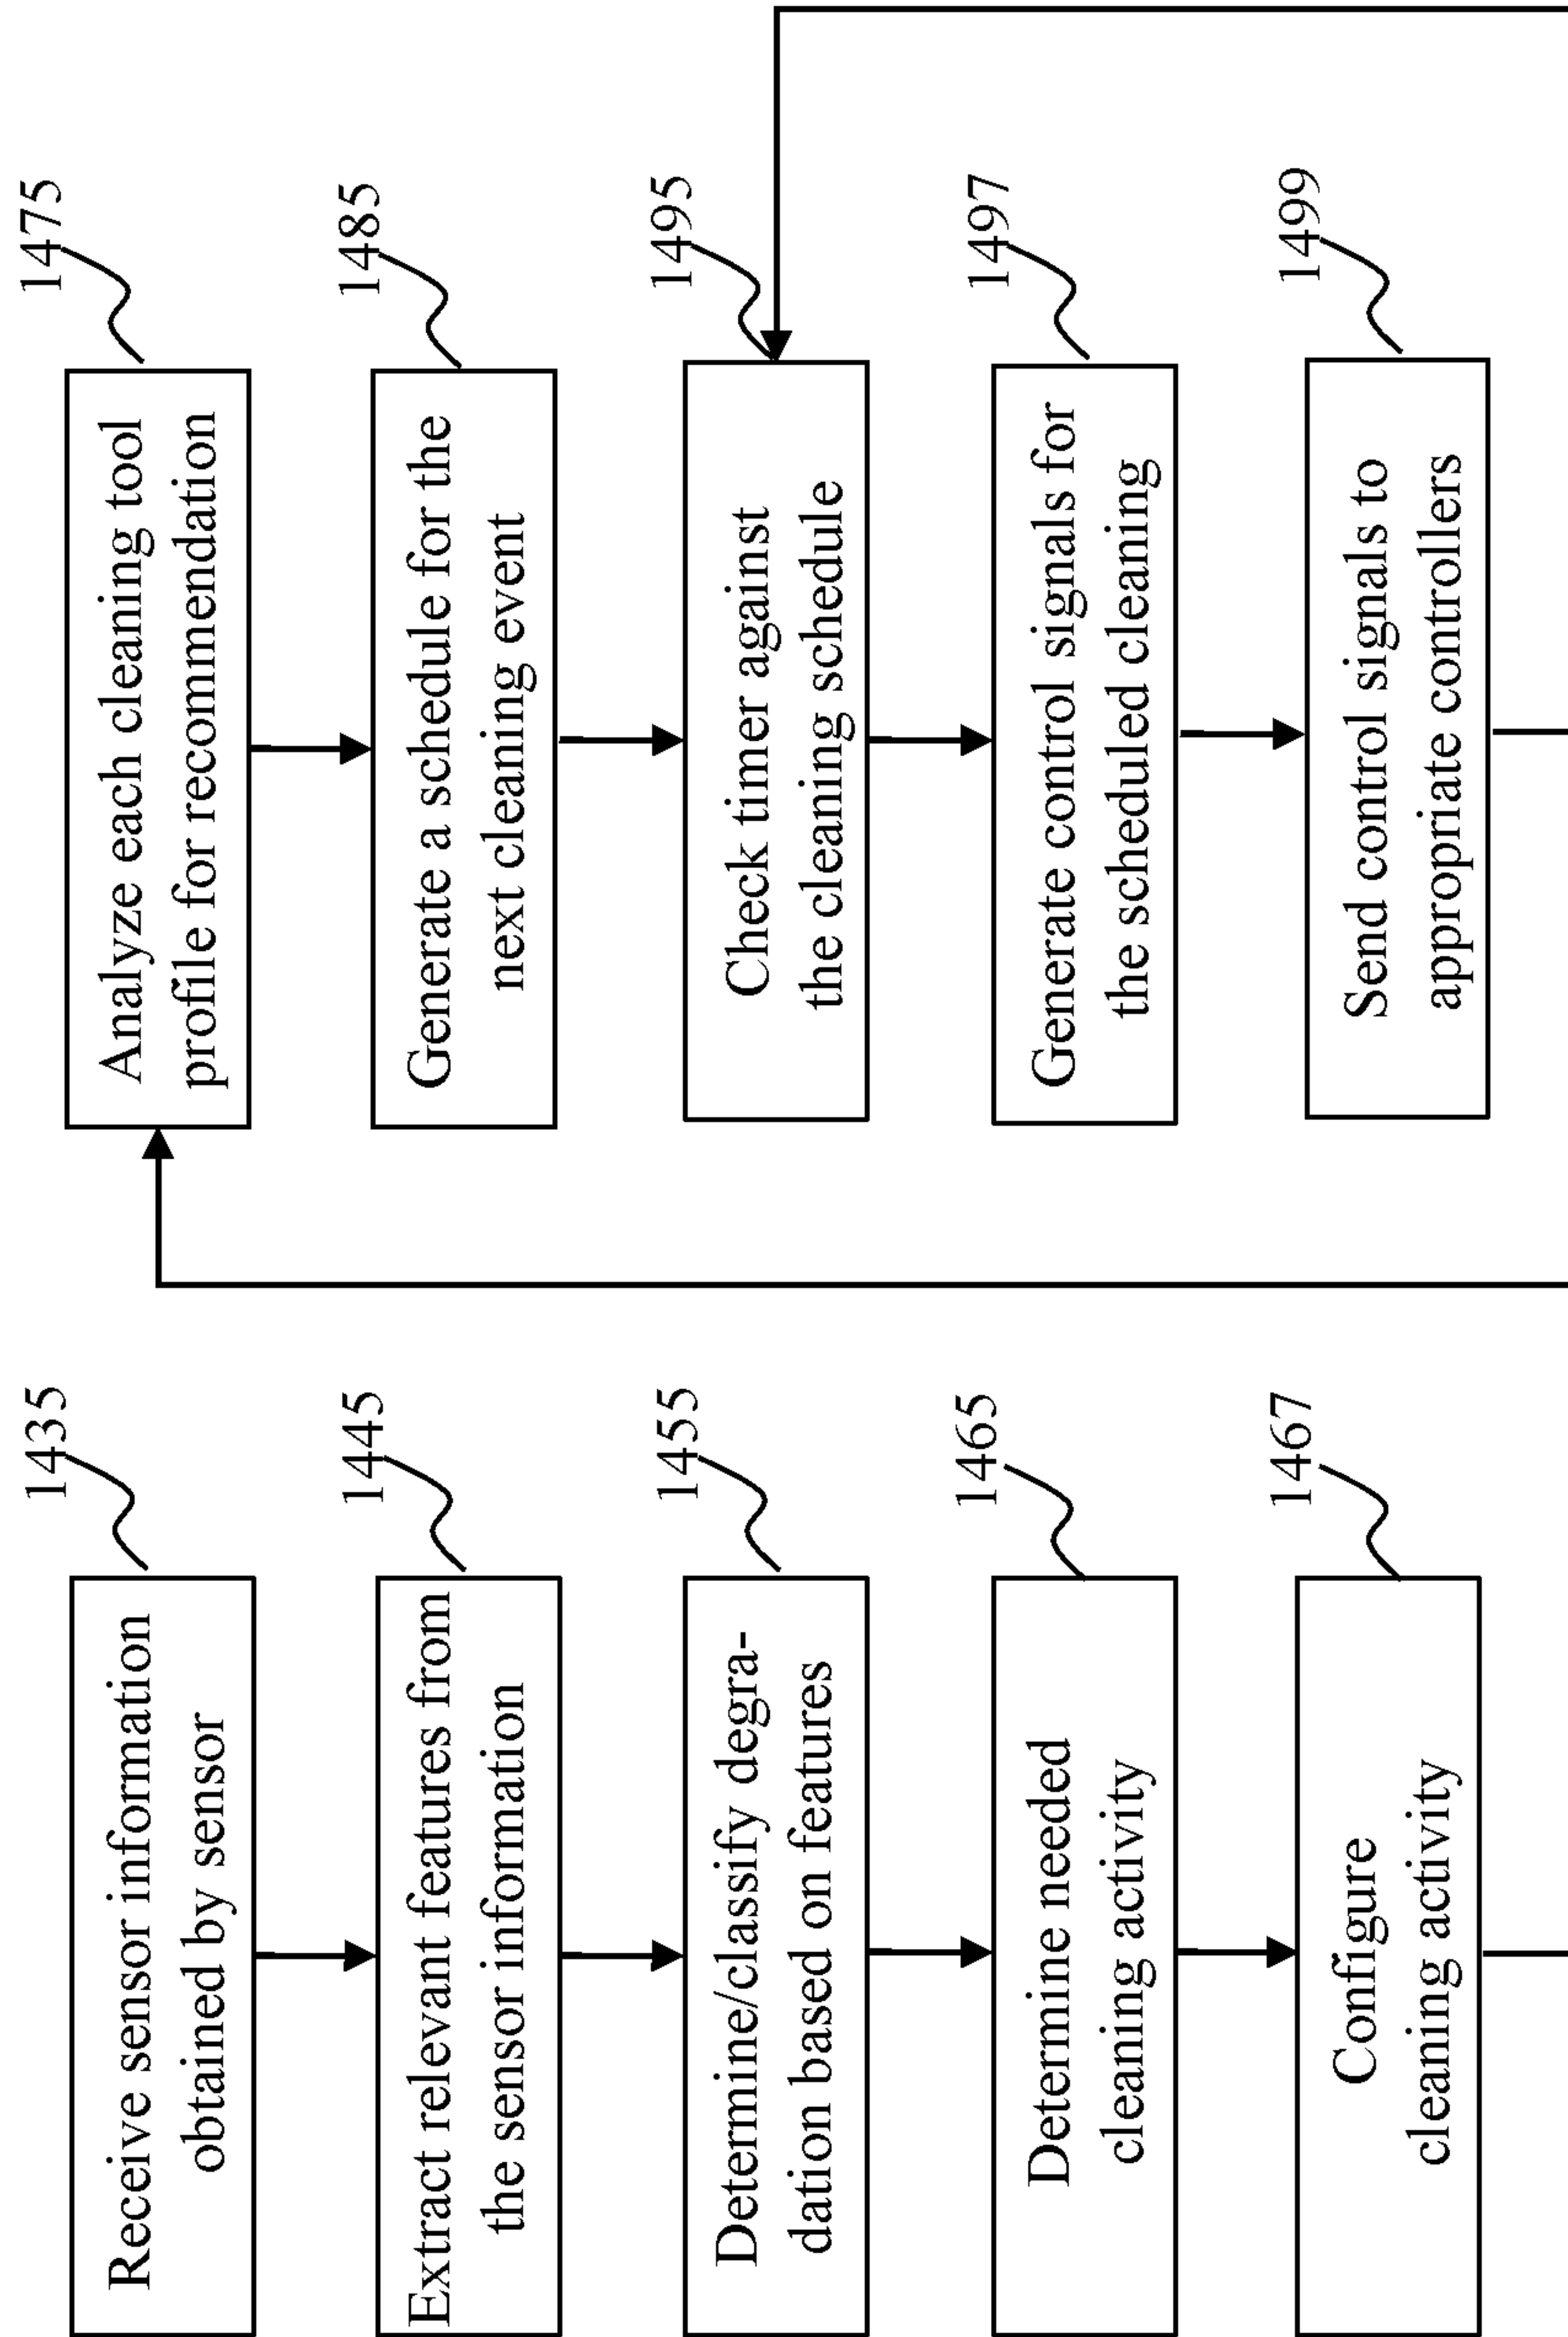 1435
Receive sensor information
obtained by sensor
1445
Extract relevant features from
the sensor information
1455
Determine/classify degra-
dation based on features
1465
Determine needed
cleaning activity
1467
Configure
cleaning activity
1475
Analyze each cleaning tool
profile for recommendation
1485
Generate a schedule for the
next cleaning event
1495
Check timer against
the cleaning schedule
1497
Generate control signals for
the scheduled cleaning
1499
Send control signals to
appropriate controllers